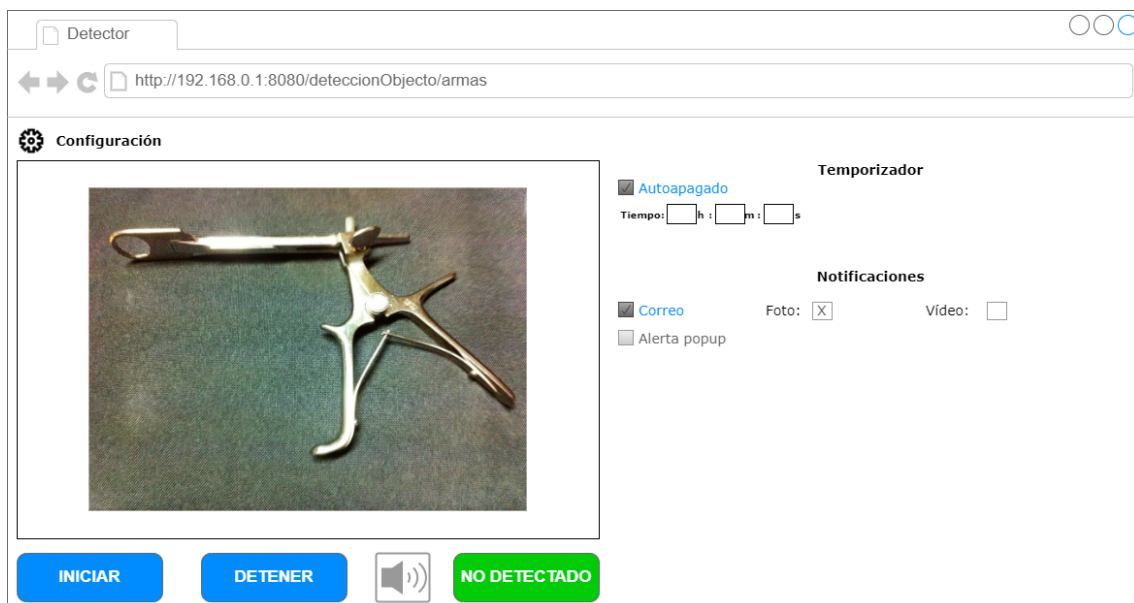 Detector
http://192.168.0.1:8080/deteccionObjecto/armas
Configuración
Temporizador
Autoapagado
Tiempo: h : m : s
Notificaciones
Correo Foto: X Vídeo:
Alerta popup
INICIAR DETENER NO DETECTADO